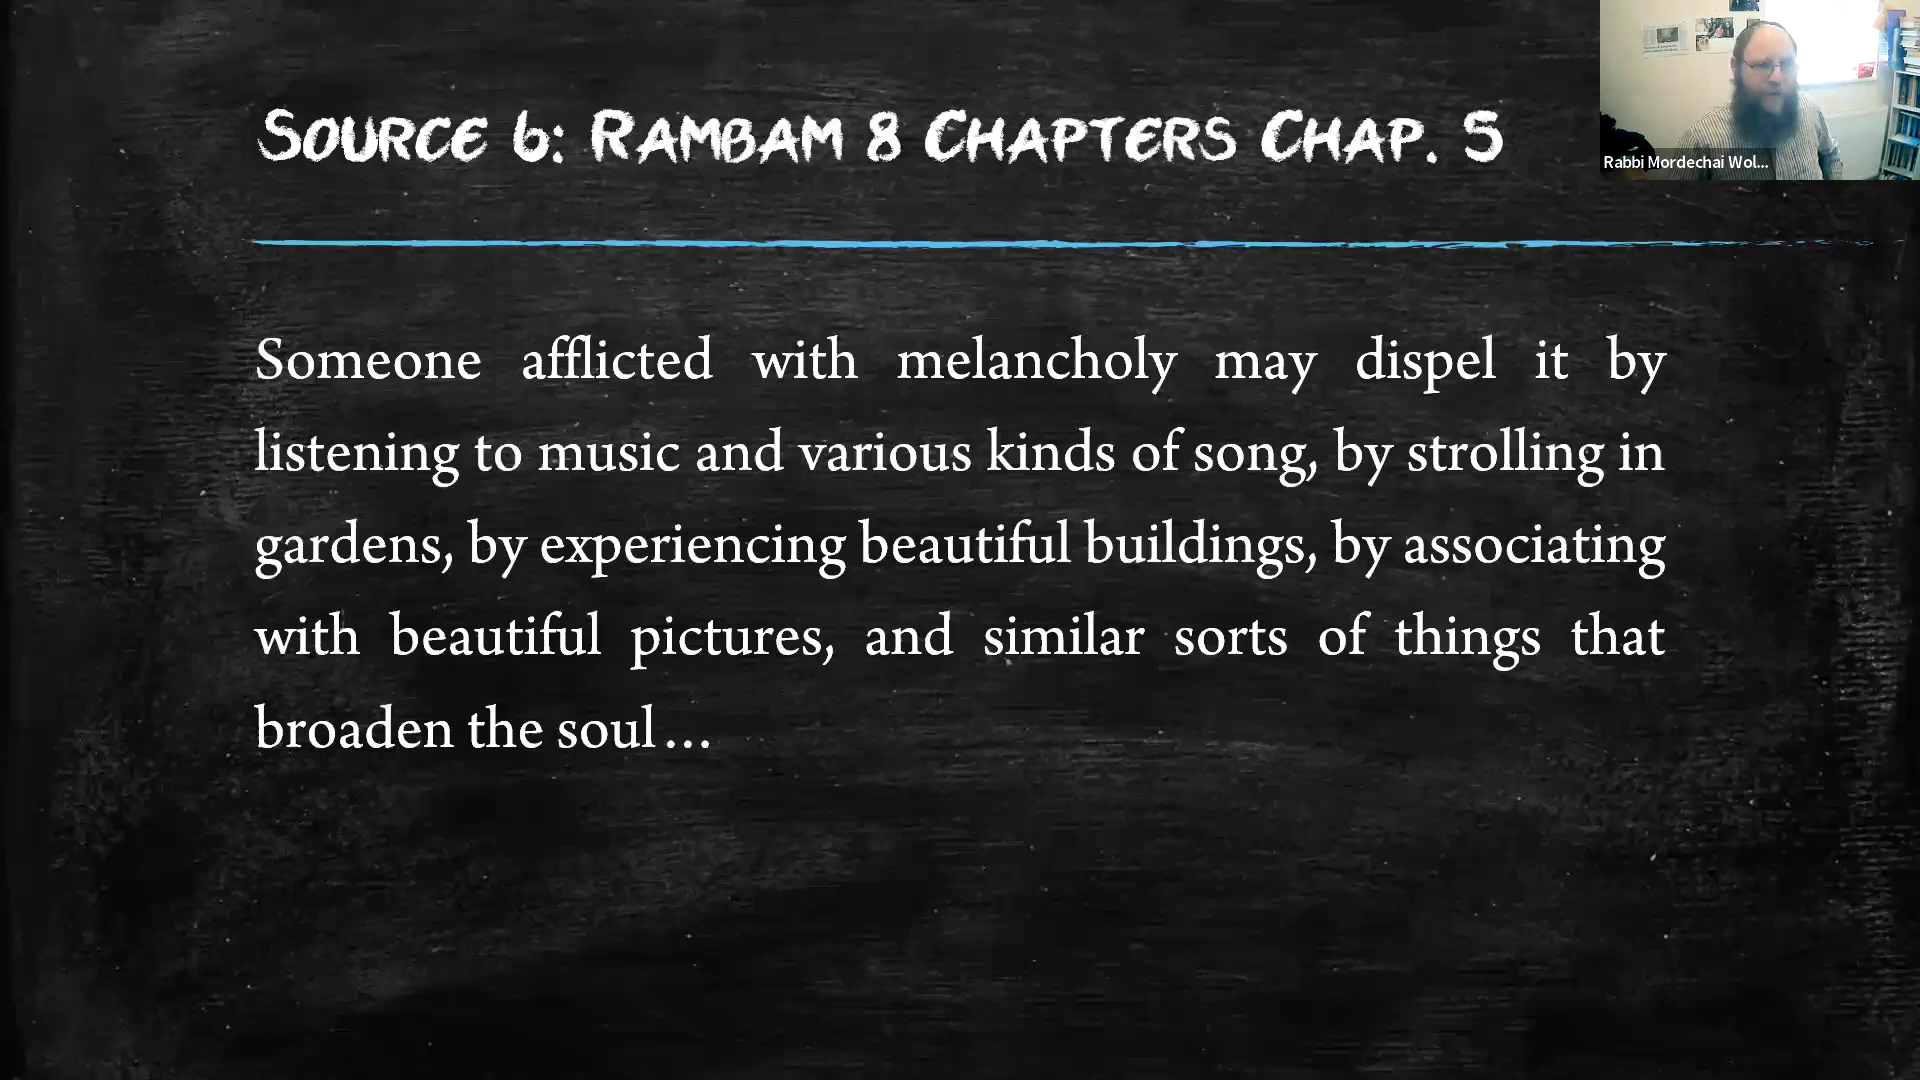 Source 6: Rambam 8 Chapters Chap. 5
Rabbi Mordechai Wol...
Someone afflicted with melancholy may dispel it by
listening to music and various kinds of song, by strolling in
gardens, by experiencing beautiful buildings, by associating
with beautiful pictures, and similar sorts of things that
broaden the soul…